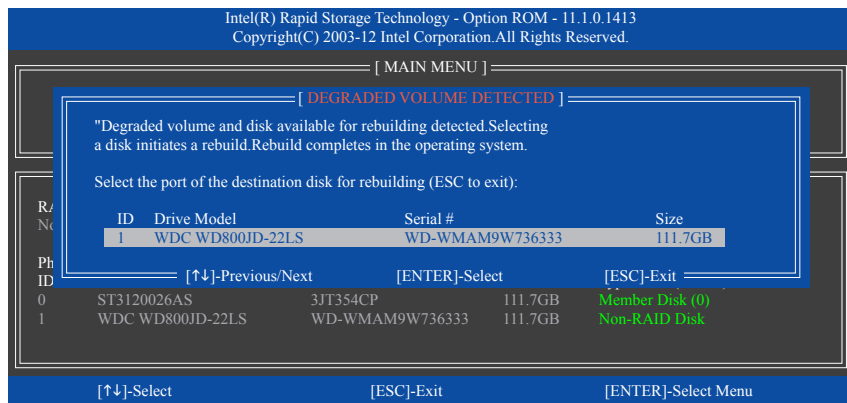 Intel(R) Rapid Storage Technology - Option ROM - 11.1.0.1413
Copyright(C) 2003-12 Intel Corporation.All Rights Reserved.
[ MAIN MENU ]
[ DEGRADED VOLUME DETECTED ]
"Degraded volume and disk available for rebuilding detected.Selecting
a disk initiates a rebuild.Rebuild completes in the operating system.
Select the port of the destination disk for rebuilding (ESC to exit):
ID Drive Model Serial # Size
1 WDC WD800JD-22LS WD-WMAM9W736333 111.7GB
[↑↓]-Previous/Next [ENTER]-Select [ESC]-Exit
ID
0 ST3120026AS 3JT354CP 111.7GB Member Disk (0)
1 WDC WD800JD-22LS WD-WMAM9W736333 111.7GB Non-RAID Disk
[↑↓]-Select [ESC]-Exit [ENTER]-Select Menu